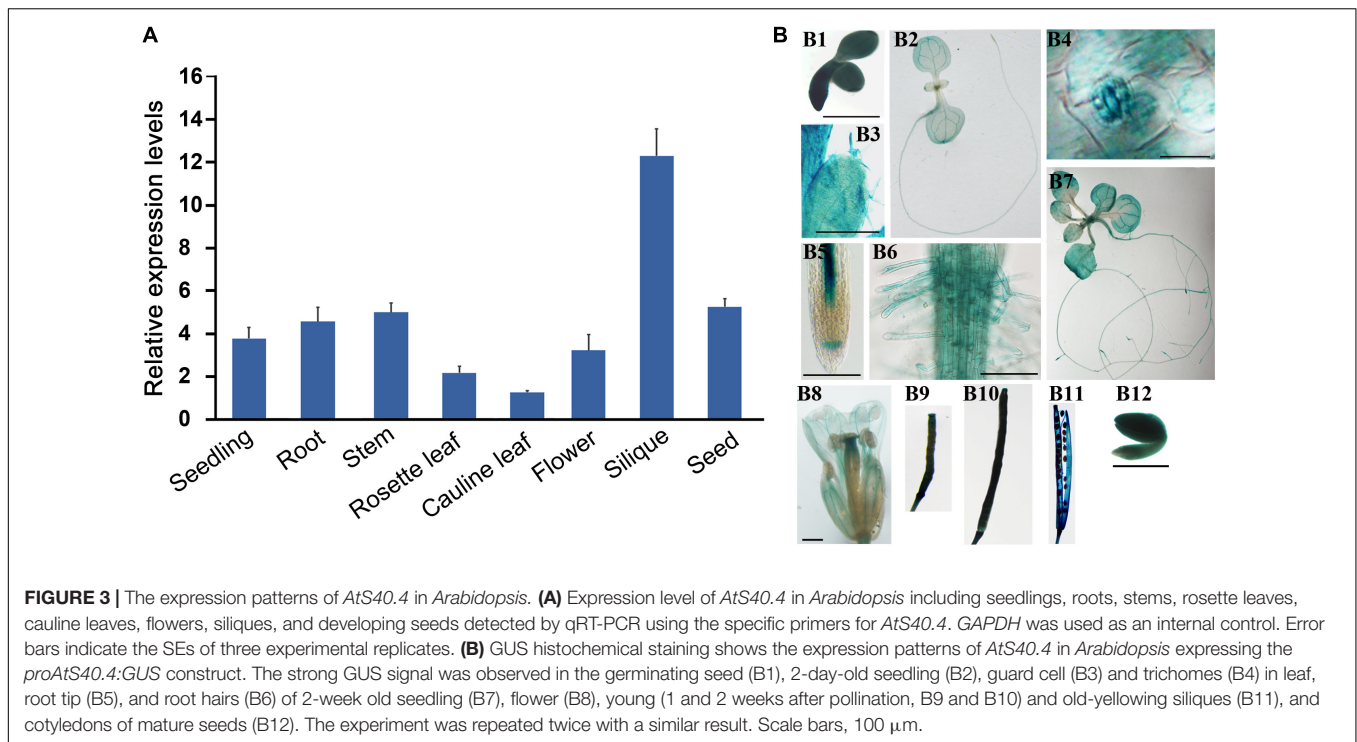 A
B
Relative expression levels
16
14
12
10
8
6
4
2
0
Seedling
Root
Stem
Rosette leaf
Cauline leaf
Flower
Silique
Seed
B1
B2
B4
B3
B7
B5
B6
B8
B9
B10
B11
B12
FIGURE 3 | The expression patterns of AtS40.4 in Arabidopsis. (A) Expression level of AtS40.4 in Arabidopsis including seedlings, roots, stems, rosette leaves,
cauline leaves, flowers, siliques, and developing seeds detected by qRT-PCR using the specific primers for AtS40.4. GAPDH was used as an internal control. Error
bars indicate the SEs of three experimental replicates. (B) GUS histochemical staining shows the expression patterns of AtS40.4 in Arabidopsis expressing the
proAtS40.4:GUS construct. The strong GUS signal was observed in the germinating seed (B1), 2-day-old seedling (B2), guard cell (B3) and trichomes (B4) in leaf,
root tip (B5), and root hairs (B6) of 2-week old seedling (B7), flower (B8), young (1 and 2 weeks after pollination, B9 and B10) and old-yellowing siliques (B11), and
cotyledons of mature seeds (B12). The experiment was repeated twice with a similar result. Scale bars, 100 μm.